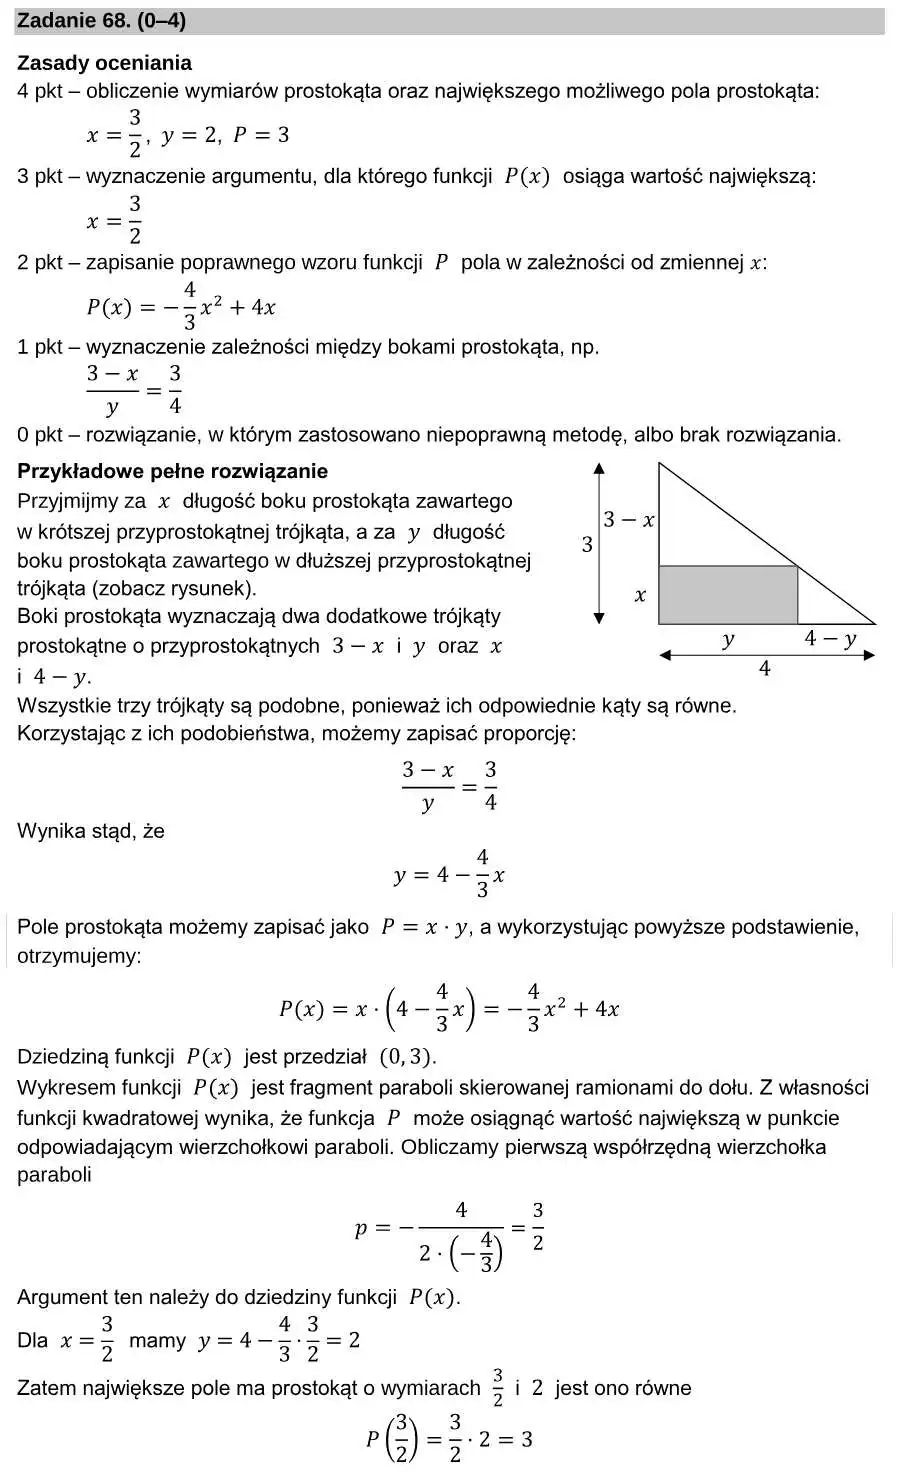 Zadanie 68. (0–4)
Zasady oceniania
4 pkt – obliczenie wymiarów prostokąta oraz największego możliwego pola prostokąta:
x = 3/2, y = 2, P = 3
3 pkt – wyznaczenie argumentu, dla którego funkcji P(x) osiąga wartość największą:
x = 3/2
2 pkt – zapisanie poprawnego wzoru funkcji P pola w zależności od zmiennej x:
P(x) = −4/3 x² + 4x
1 pkt – wyznaczenie zależności między bokami prostokąta, np.
(3 − x)/y = 3/4
0 pkt – rozwiązanie, w którym zastosowano niepoprawną metodę, albo brak rozwiązania.
Przykładowe pełne rozwiązanie
Przyjmijmy za x długość boku prostokąta zawartego
w krótszej przyprostokątnej trójkąta, a za y długość
boku prostokąta zawartego w dłuższej przyprostokątnej
trójkąta (zobacz rysunek).
Boki prostokąta wyznaczają dwa dodatkowe trójkąty
prostokątne o przyprostokątnych 3 − x i y oraz x
i 4 − y.
3 − x
3
x
y
4 − y
4
Wszystkie trzy trójkąty są podobne, ponieważ ich odpowiednie kąty są równe.
Korzystając z ich podobieństwa, możemy zapisać proporcję:
(3 − x)/y = 3/4
Wynika stąd, że
y = 4 − 4/3 x
Pole prostokąta możemy zapisać jako P = x · y, a wykorzystując powyższe podstawienie,
otrzymujemy:
P(x) = x · (4 − 4/3 x) = −4/3 x² + 4x
Dziedziną funkcji P(x) jest przedział (0, 3).
Wykresem funkcji P(x) jest fragment paraboli skierowanej ramionami do dołu. Z własności
funkcji kwadratowej wynika, że funkcja P może osiągnąć wartość największą w punkcie
odpowiadającym wierzchołkowi paraboli. Obliczamy pierwszą współrzędną wierzchołka
paraboli
p = − 4/(2 · (−4/3)) = 3/2
Argument ten należy do dziedziny funkcji P(x).
Dla x = 3/2 mamy y = 4 − 4/3 · 3/2 = 2
Zatem największe pole ma prostokąt o wymiarach 3/2 i 2 jest ono równe
P(3/2) = 3/2 · 2 = 3